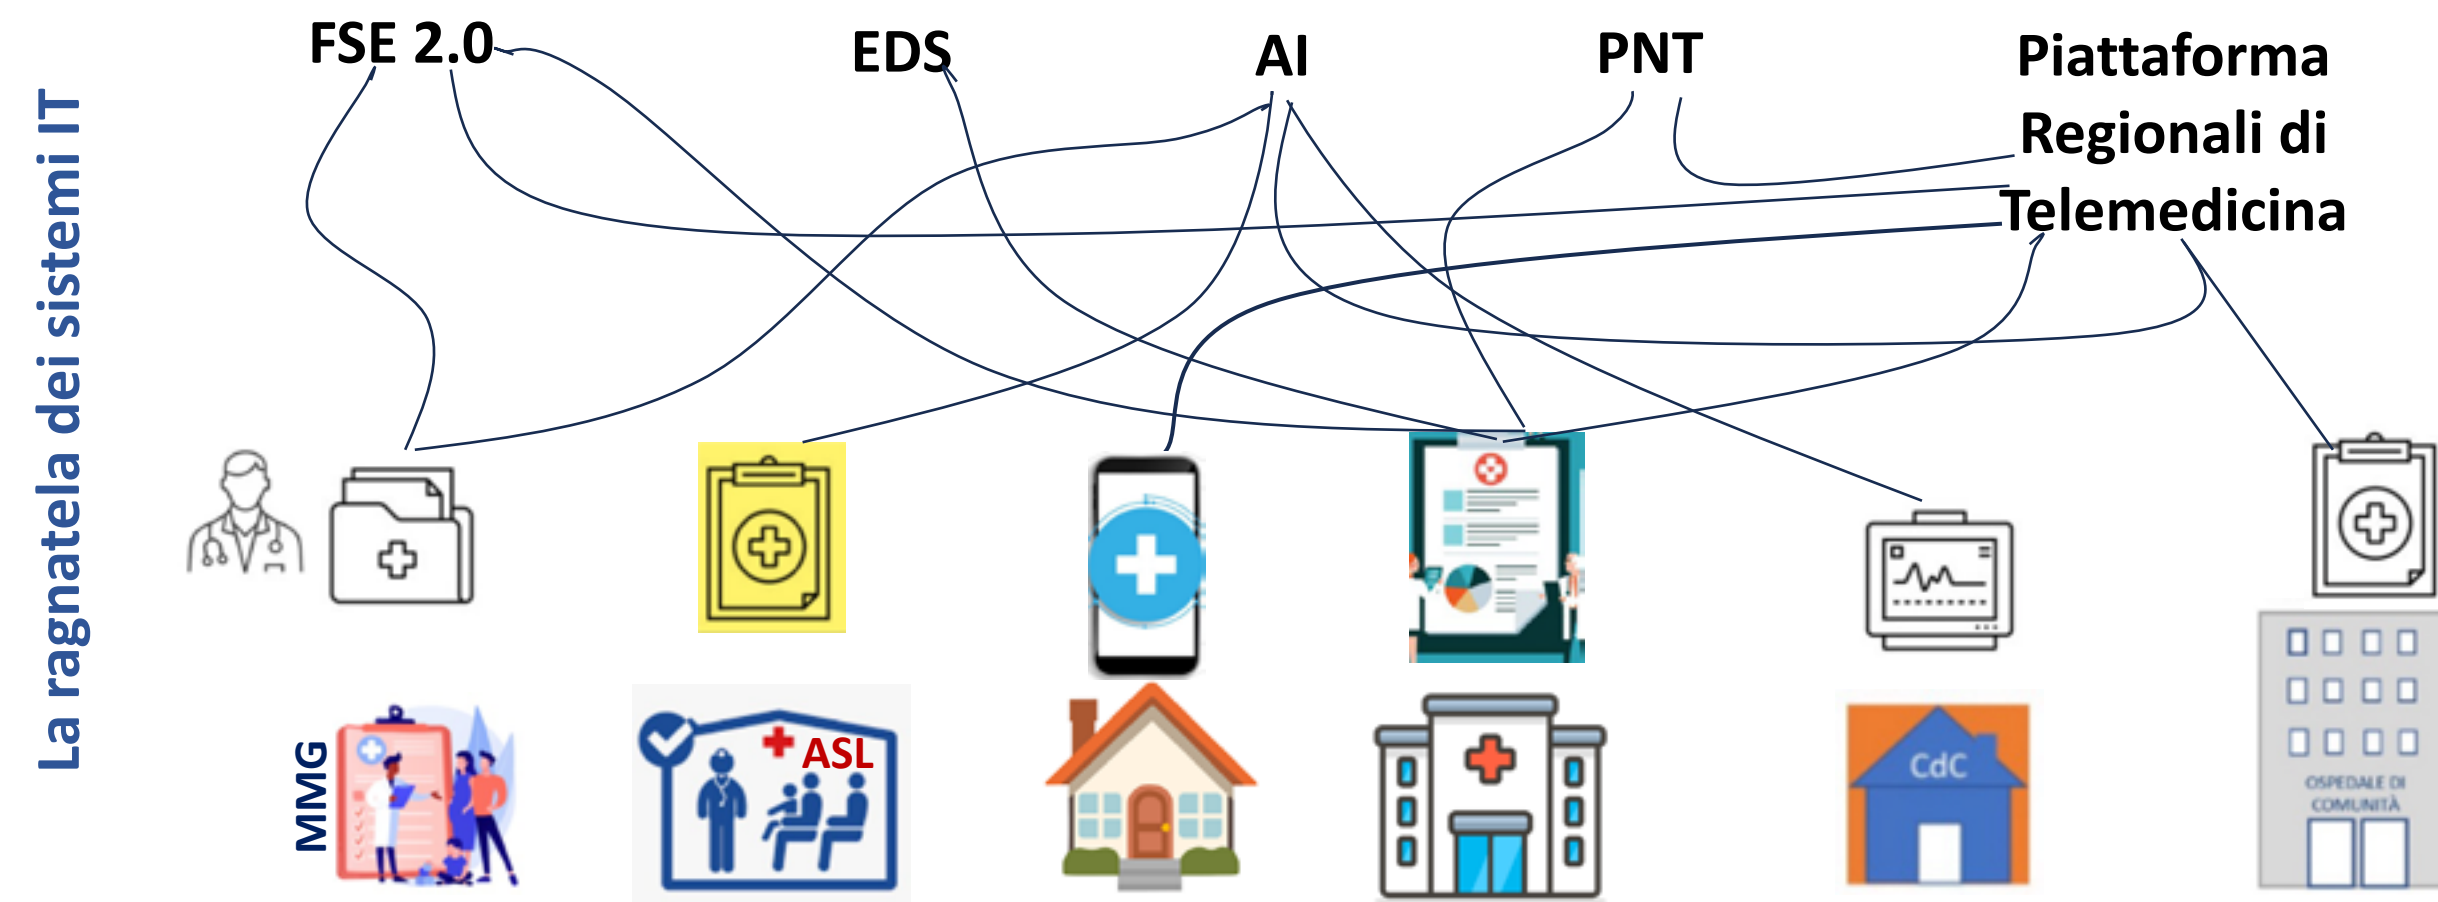 La ragnatela dei sistemi IT
FSE 2.0
EDS
AI
PNT
Piattaforma
Regionali di
Telemedicina
MMG
ASL
CdC
OSPEDALE DI
COMUNITÀ